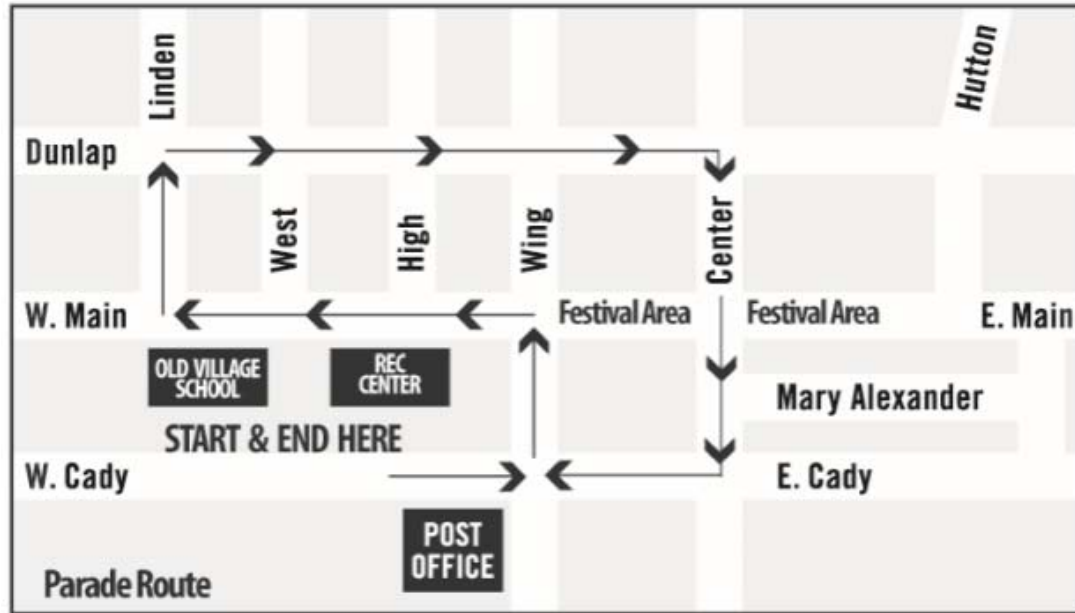 Linden
Hutton
Dunlap
West
High
Wing
Center
W. Main
Festival Area
Festival Area
E. Main
OLD VILLAGE
SCHOOL
REC
CENTER
Mary Alexander
START & END HERE
W. Cady
E. Cady
POST
OFFICE
Parade Route